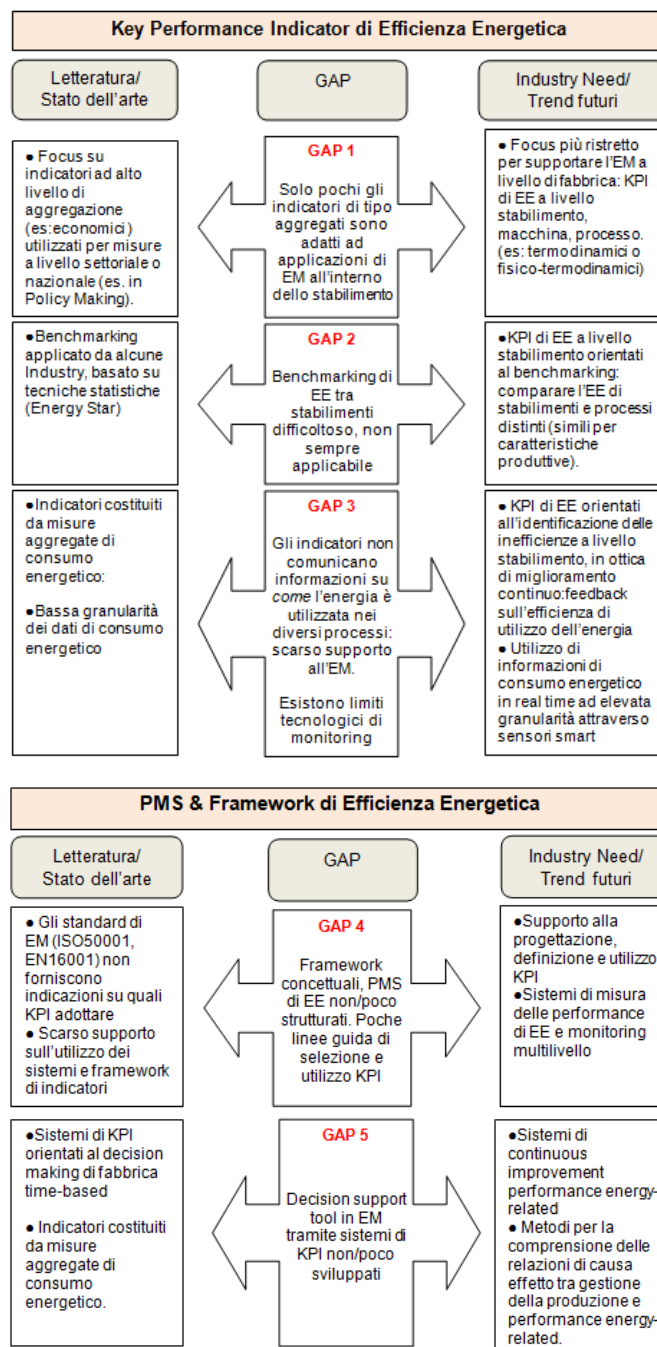 Key Performance Indicator di Efficienza Energetica
Letteratura/
Stato dell'arte
GAP
Industry Need/
Trend futuri
● Focus su
indicatori ad alto
livello di
aggregazione
(es:economici)
utilizzati per misure
a livello settoriale o
nazionale (es. in
Policy Making).
GAP 1
Solo pochi gli
indicatori di tipo
aggregati sono
adatti ad
applicazioni di
EM all'interno
dello stabilimento
● Focus più ristretto
per supportare l'EM a
livello di fabbrica: KPI
di EE a livello
stabilimento,
macchina, processo.
(es: termodinamici o
fisico-termodinamici)
●Benchmarking
applicato da alcune
Industry, basato su
tecniche statistiche
(Energy Star)
GAP 2
Benchmarking di
EE tra
stabilimenti
difficoltoso, non
sempre
applicabile
●KPI di EE a livello
stabilimento orientati
al benchmarking:
comparare l'EE di
stabilimenti e processi
distinti (simili per
caratteristiche
produttive).
●Indicatori costituiti
da misure
aggregate di
consumo
energetico:
● Bassa granularità
dei dati di consumo
energetico
GAP 3
Gli indicatori non
comunicano
informazioni su
come l'energia è
utilizzata nei
diversi processi:
scarso supporto
all'EM.
Esistono limiti
tecnologici di
monitoring
● KPI di EE orientati
all'identificazione delle
inefficienze a livello
stabilimento, in ottica
di miglioramento
continuo:feedback
sull'efficienza di
utilizzo dell'energia
● Utilizzo di
informazioni di
consumo energetico
in real time ad elevata
granularità attraverso
sensori smart
PMS & Framework di Efficienza Energetica
Letteratura/
Stato dell'arte
GAP
Industry Need/
Trend futuri
● Gli standard di
EM (ISO50001,
EN16001) non
forniscono
indicazioni su quali
KPI adottare
● Scarso supporto
sull'utilizzo dei
sistemi e framework
di indicatori
GAP 4
Framework
concettuali, PMS
di EE non/poco
strutturati. Poche
linee guida di
selezione e
utilizzo KPI
●Supporto alla
progettazione,
definizione e utilizzo
KPI
●Sistemi di misura
delle performance
di EE e monitoring
multilivello
●Sistemi di KPI
orientati al decision
making di fabbrica
time-based
● Indicatori costituiti
da misure
aggregate di
consumo
energetico.
GAP 5
Decision support
tool in EM
tramite sistemi di
KPI non/poco
sviluppati
●Sistemi di
continuous
improvement
performance energy-
related
● Metodi per la
comprensione delle
relazioni di causa
effetto tra gestione
della produzione e
performance energy-
related.